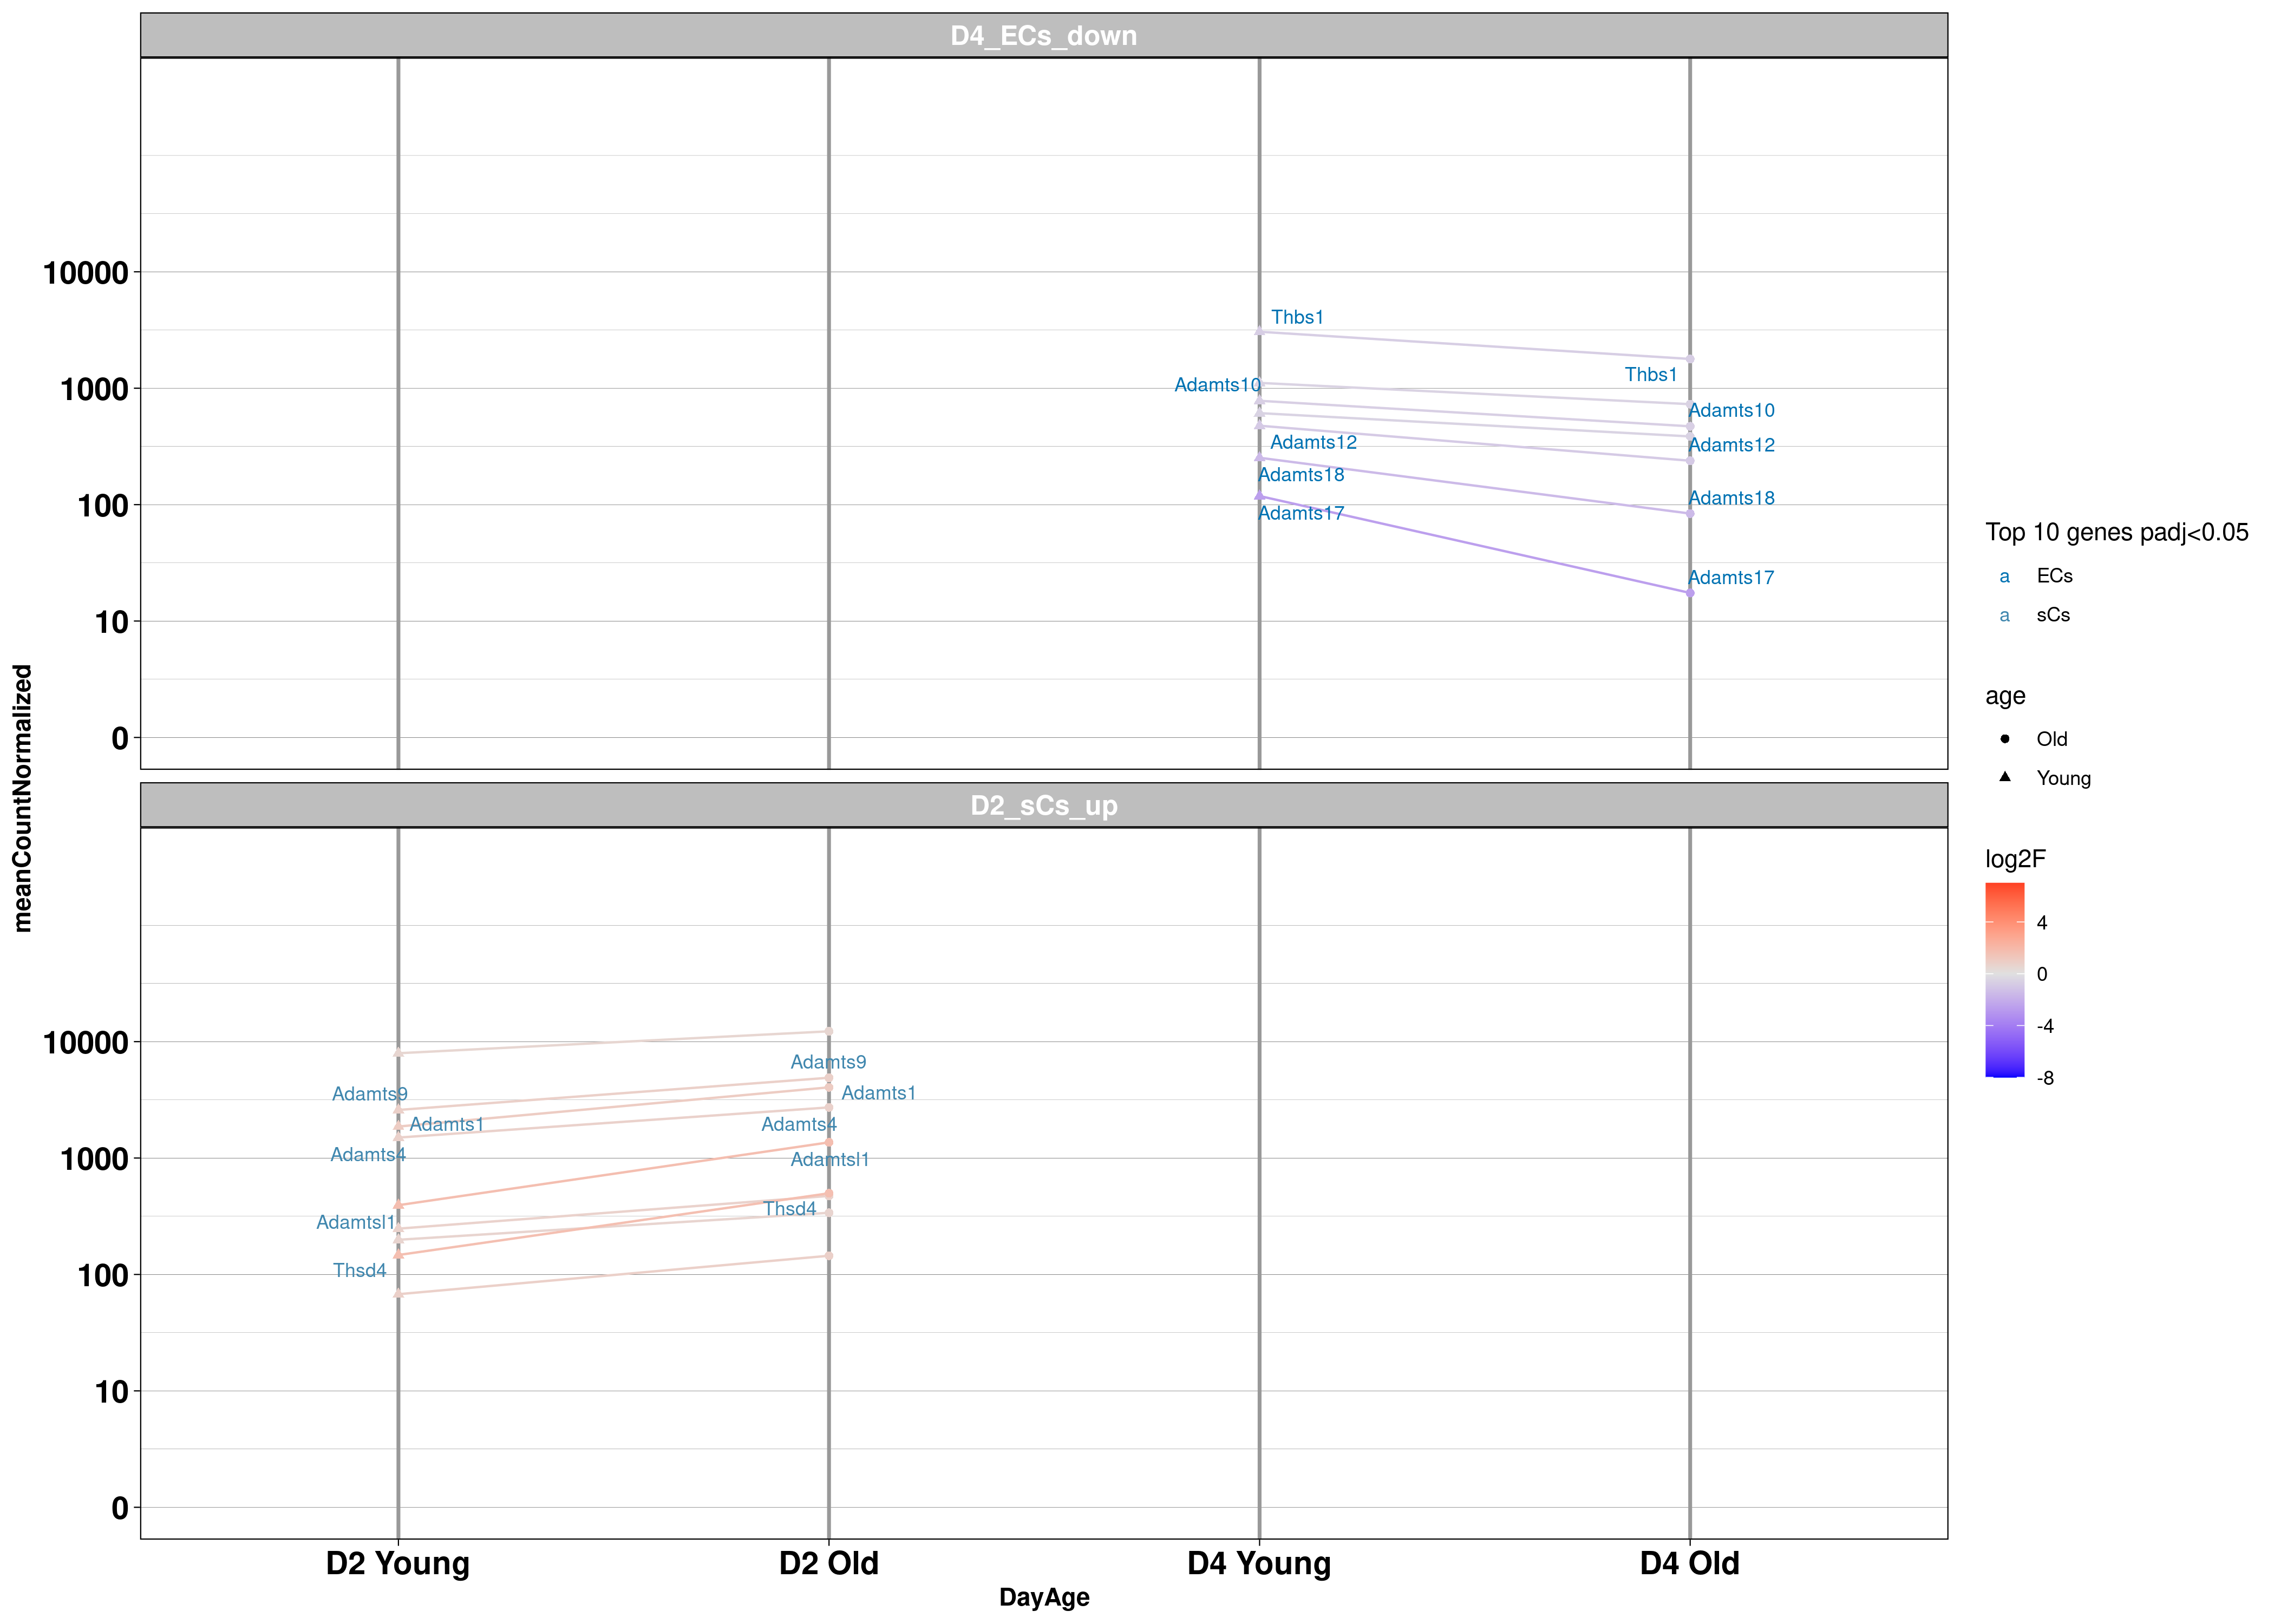 D4_ECs_down
10000
1000
100
10
0
Thbs1
Thbs1
Adamts10
Adamts10
Adamts12
Adamts12
Adamts18
Adamts18
Adamts17
Adamts17
meanCountNormalized
D2_sCs_up
10000
1000
100
10
0
Adamts9
Adamts9
Adamts1
Adamts1
Adamts4
Adamts4
Adamtsl1
Adamtsl1
Thsd4
Thsd4
D2 Young
D2 Old
D4 Young
D4 Old
DayAge
Top 10 genes padj<0.05
a ECs
a sCs
age
Old
Young
log2F
4
0
-4
-8